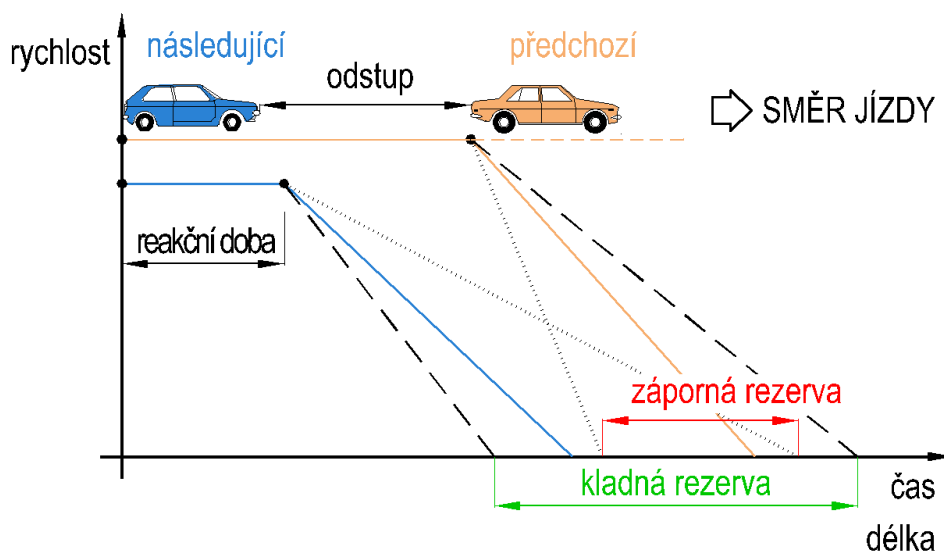 rychlost
následující
předchozí
odstup
SMĚR JÍZDY
reakční doba
záporná rezerva
kladná rezerva
čas
délka